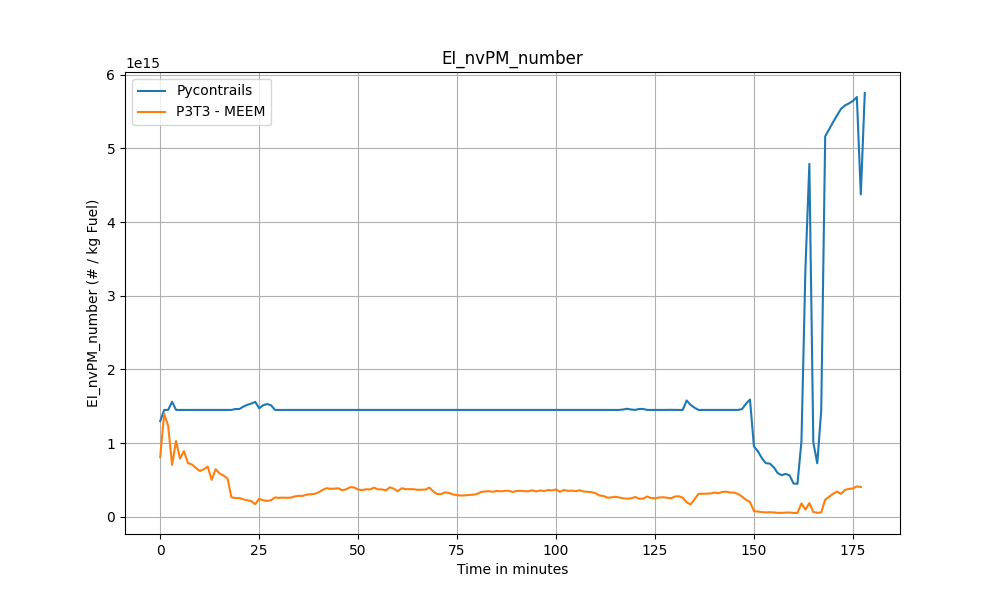 EI_nvPM_number
1e15
Pycontrails
P3T3 - MEEM
EI_nvPM_number (# / kg Fuel)
6
5
4
3
2
1
0
0 25 50 75 100 125 150 175
Time in minutes